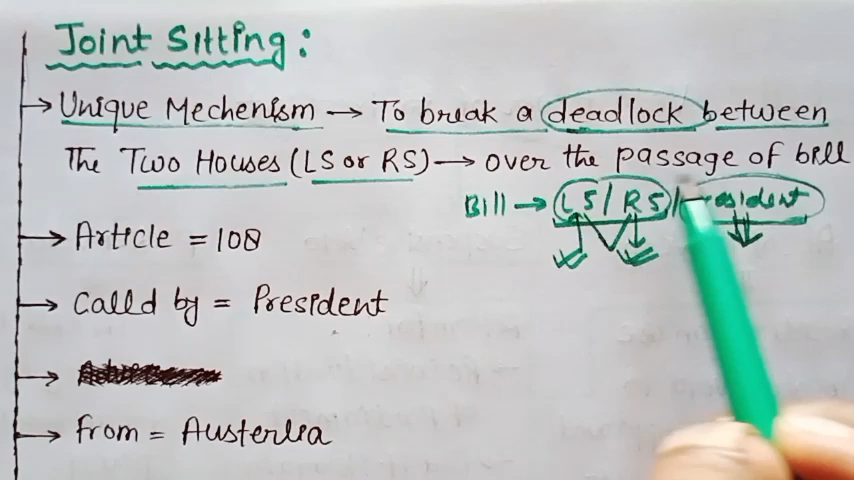 Joint Sitting:
→ Unique Mechenism → To break a deadlock between
The Two Houses (LS or RS) → over the passage of bill
Bill → LS/RS/President
→ Article = 108
→ Calld by = President
→ From = Austerlia